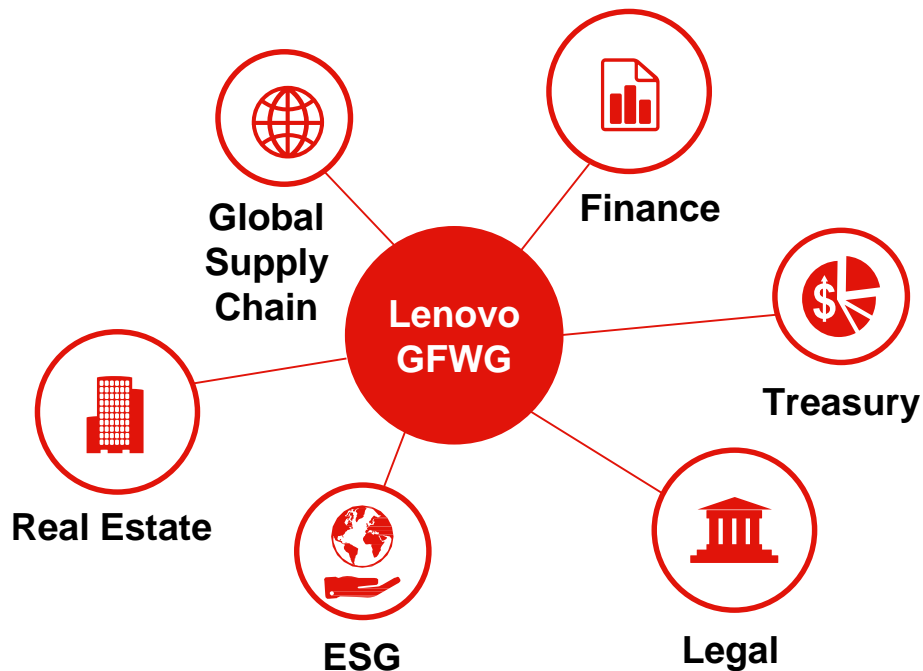 Finance
Global
Supply
Chain
Lenovo
GFWG
$
Treasury
Real Estate
ESG
Legal